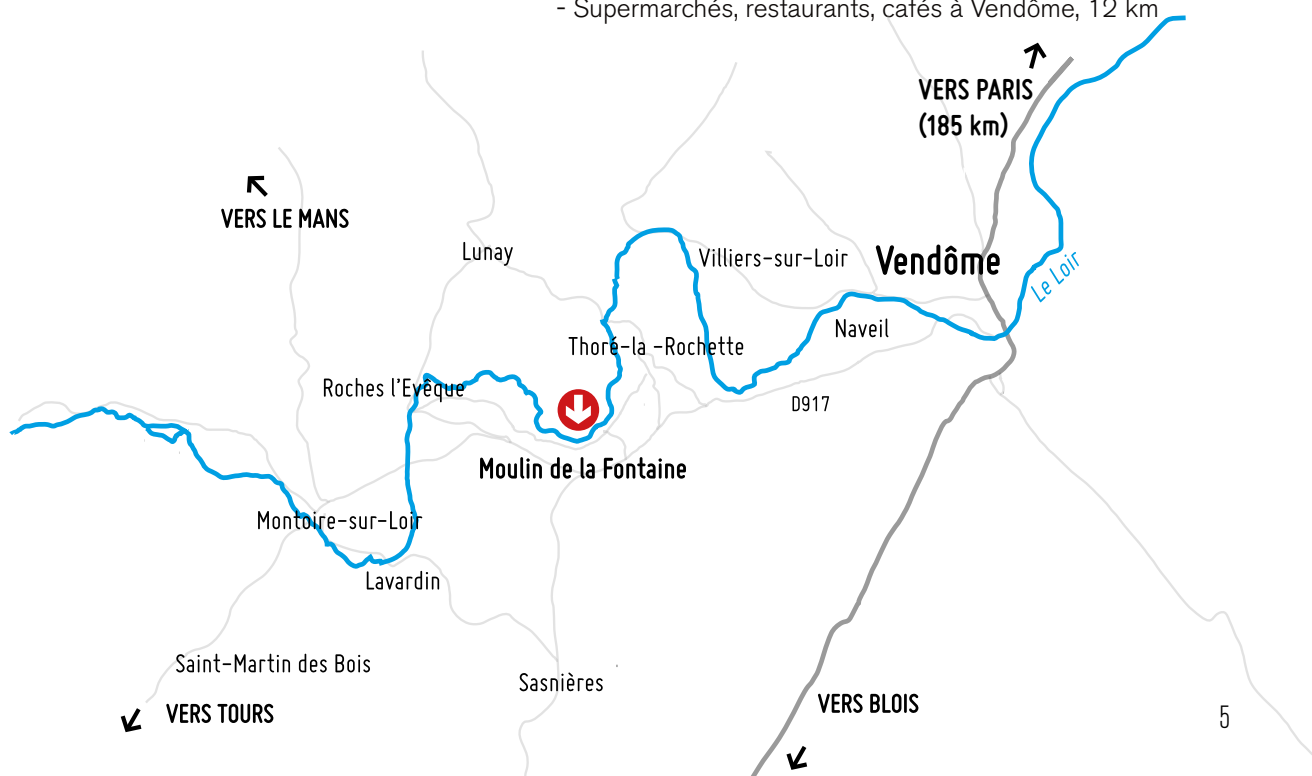 - Supermarchés, restaurants, cafés à Vendôme, 12 km
VERS PARIS
(185 km)
VERS LE MANS
Lunay
Villiers-sur-Loir
Vendôme
Le Loir
Naveil
Thoré-la -Rochette
Roches l'Evêque
D917
Moulin de la Fontaine
Montoire-sur-Loir
Lavardin
Saint-Martin des Bois
Sasnières
VERS TOURS
VERS BLOIS
5